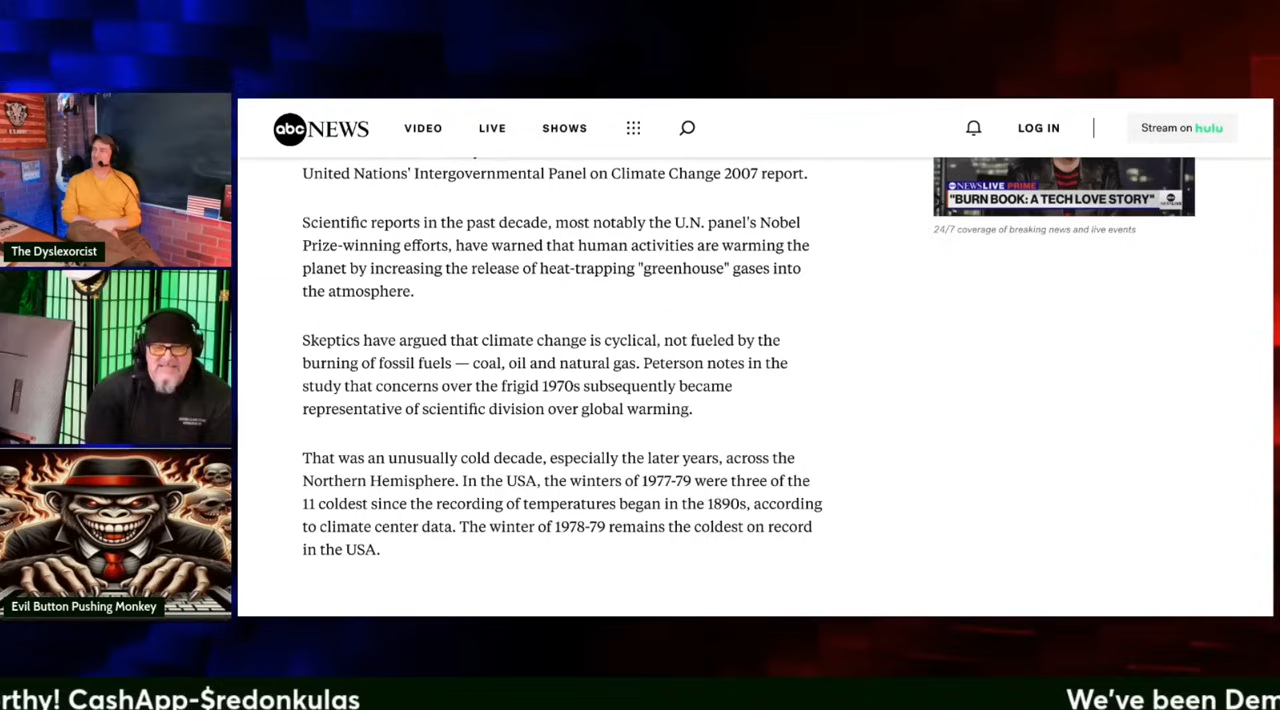 abc NEWS
VIDEO
LIVE
SHOWS
LOG IN
Stream on hulu
United Nations' Intergovernmental Panel on Climate Change 2007 report.
Scientific reports in the past decade, most notably the U.N. panel's Nobel
Prize-winning efforts, have warned that human activities are warming the
planet by increasing the release of heat-trapping "greenhouse" gases into
the atmosphere.
Skeptics have argued that climate change is cyclical, not fueled by the
burning of fossil fuels — coal, oil and natural gas. Peterson notes in the
study that concerns over the frigid 1970s subsequently became
representative of scientific division over global warming.
That was an unusually cold decade, especially the later years, across the
Northern Hemisphere. In the USA, the winters of 1977-79 were three of the
11 coldest since the recording of temperatures began in the 1890s, according
to climate center data. The winter of 1978-79 remains the coldest on record
in the USA.
abc NEWS LIVE PRIME
"BURN BOOK: A TECH LOVE STORY"
24/7 coverage of breaking news and live events
The Dyslexorcist
Evil Button Pushing Monkey
rthy! CashApp-$redonkulas
We've been Dem